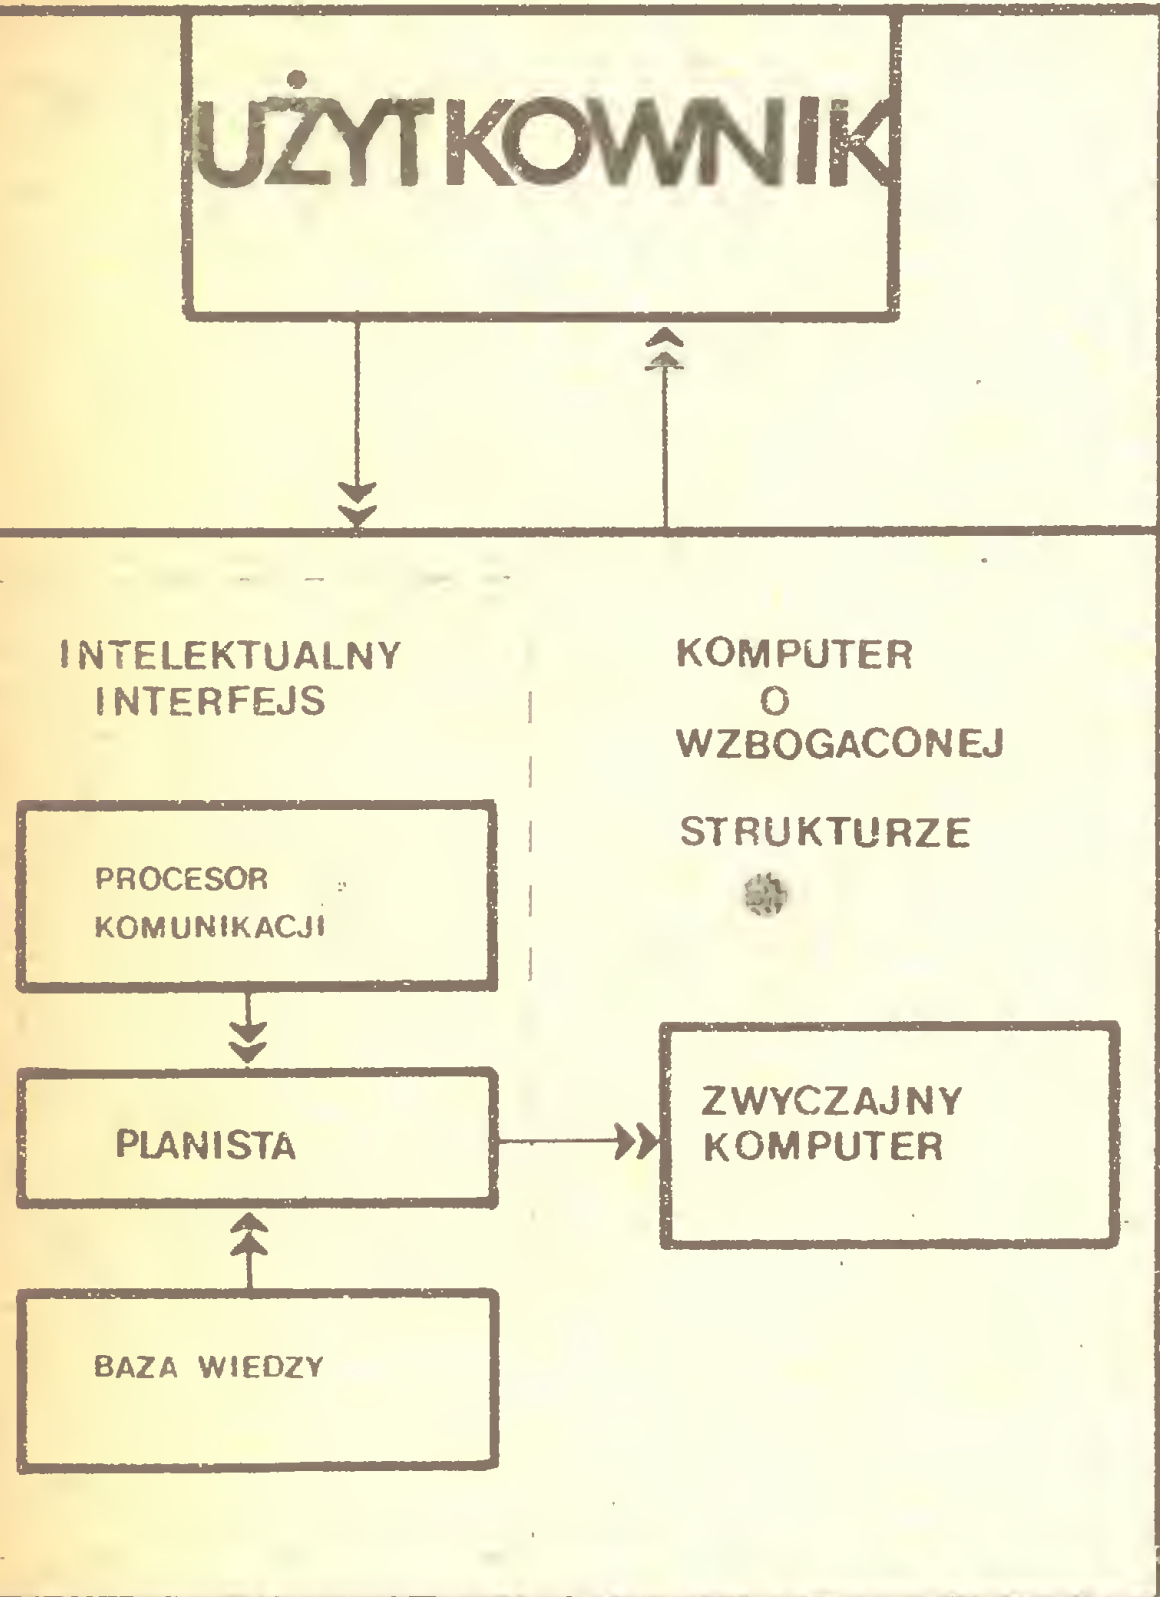 UŻYTKOWNIK
INTELEKTUALNY
INTERFEJS
KOMPUTER
O
WZBOGACONEJ
STRUKTURZE
PROCESOR
KOMUNIKACJI
PLANISTA
ZWYCZAJNY
KOMPUTER
BAZA WIEDZY